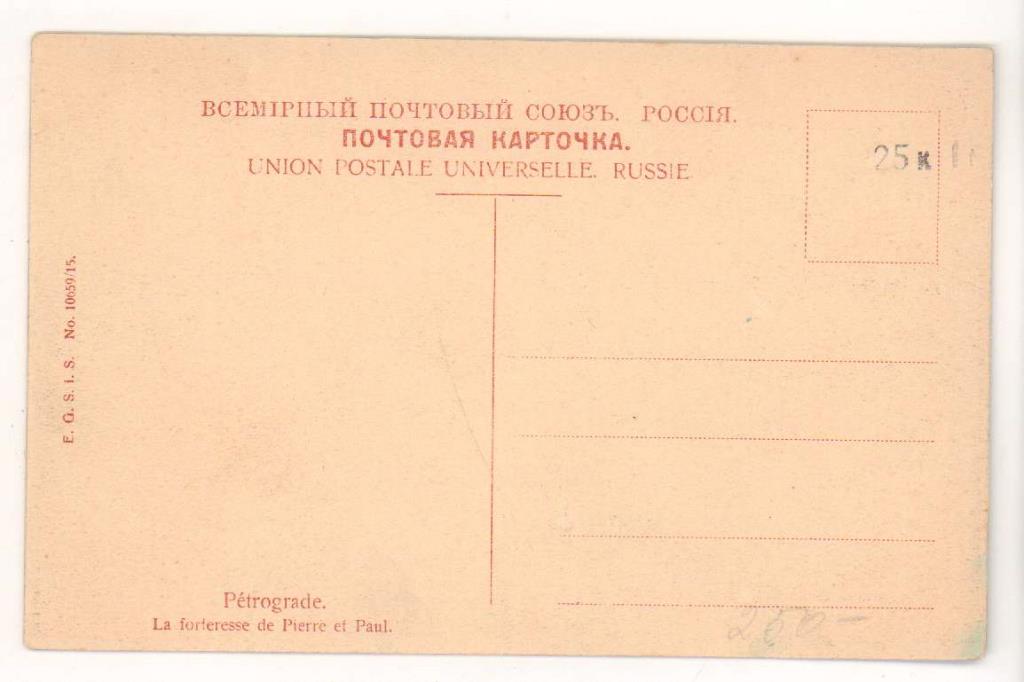 ВСЕМІРНЫЙ ПОЧТОВЫЙ СОЮЗЪ. РОССІЯ.
ПОЧТОВАЯ КАРТОЧКА.
UNION POSTALE UNIVERSELLE. RUSSIE.
25 к
E. G. S. i. S. No. 10659/15.
Pétrograde.
La forteresse de Pierre et Paul.
250-